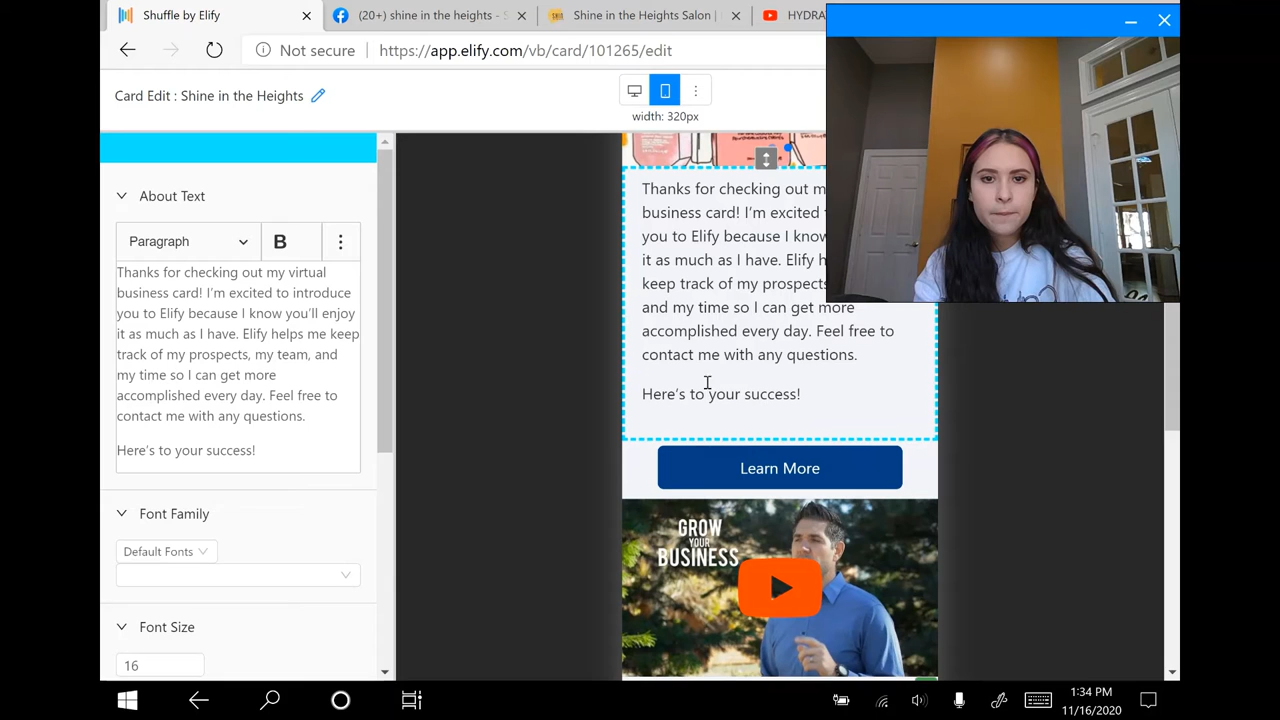 Shuffle by Elify
(20+) shine in the heights - S
Shine in the Heights Salon |
HYDRA
Not secure
https://app.elify.com/vb/card/101265/edit
Card Edit : Shine in the Heights
width: 320px
About Text
Paragraph
B
Thanks for checking out my virtual
business card! I'm excited to introduce
you to Elify because I know you'll enjoy
it as much as I have. Elify helps me keep
track of my prospects, my team, and
my time so I can get more
accomplished every day. Feel free to
contact me with any questions.
Here's to your success!
Font Family
Default Fonts
Font Size
16
Thanks for checking out m
business card! I'm excited
you to Elify because I know
it as much as I have. Elify h
keep track of my prospects
and my time so I can get more
accomplished every day. Feel free to
contact me with any questions.
Here's to your success!
Learn More
GROW
YOUR
BUSINESS
1:34 PM
11/16/2020